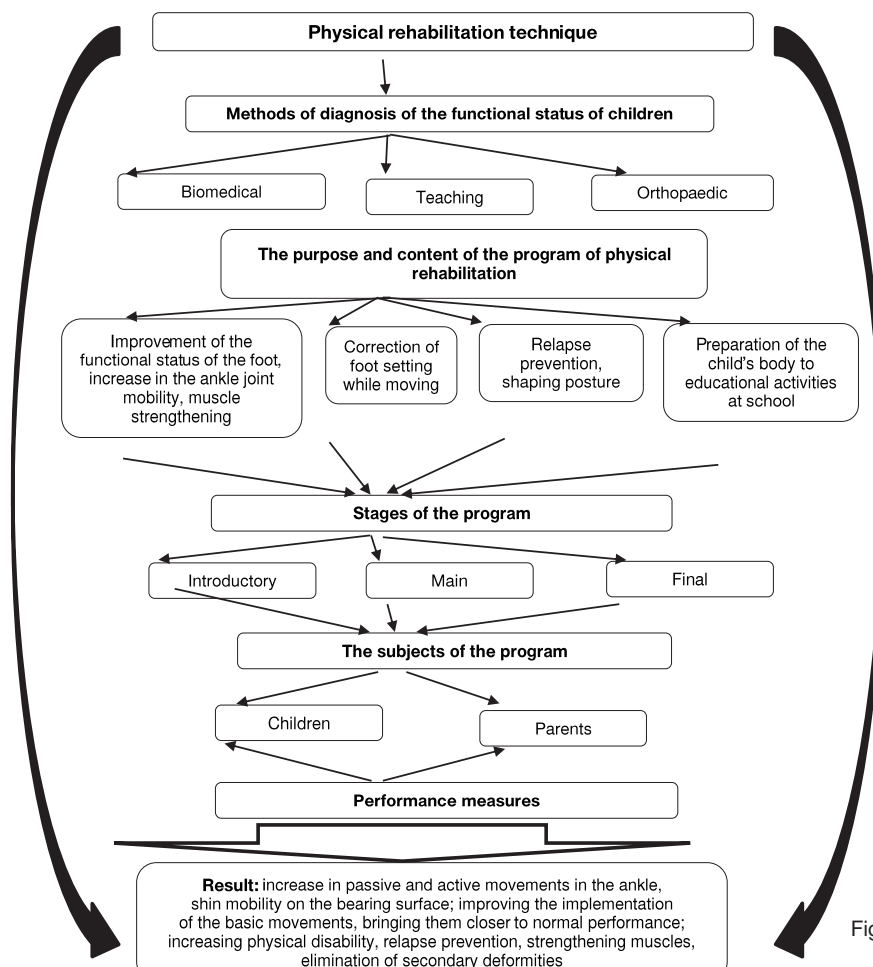 Physical rehabilitation technique
Methods of diagnosis of the functional status of children
Biomedical
Teaching
Orthopaedic
The purpose and content of the program of physical
rehabilitation
Improvement of the
functional status of the foot,
increase in the ankle joint
mobility, muscle
strengthening
Correction of
foot setting
while moving
Relapse
prevention,
shaping posture
Preparation of the
child's body to
educational activities
at school
Stages of the program
Introductory
Main
Final
The subjects of the program
Children
Parents
Performance measures
Result: increase in passive and active movements in the ankle,
shin mobility on the bearing surface; improving the implementation
of the basic movements, bringing them closer to normal performance;
increasing physical disability, relapse prevention, strengthening muscles,
elimination of secondary deformities
Fig